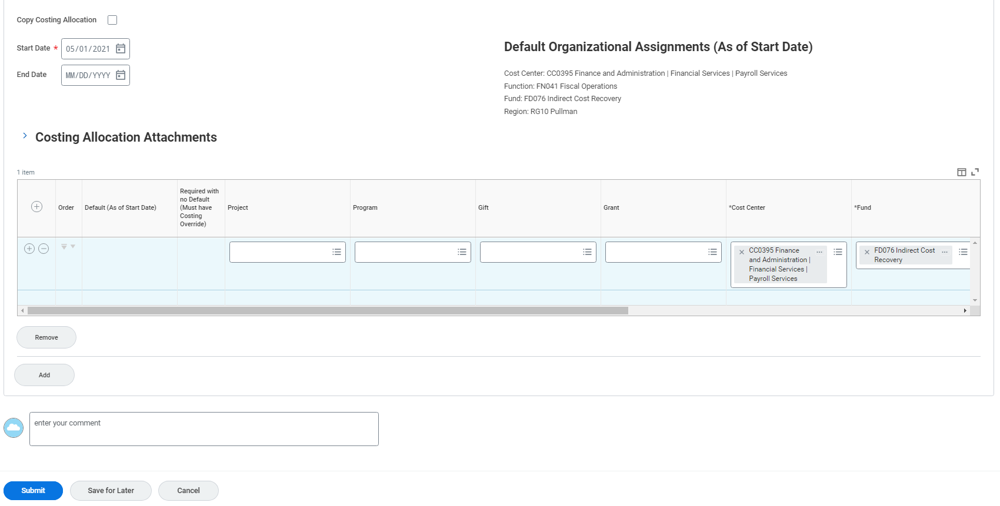 Copy Costing Allocation
Start Date * 05/01/2021
End Date MM/DD/YYYY
Default Organizational Assignments (As of Start Date)
Cost Center: CC0395 Finance and Administration | Financial Services | Payroll Services
Function: FN041 Fiscal Operations
Fund: FD076 Indirect Cost Recovery
Region: RG10 Pullman
Costing Allocation Attachments
1 item
Order
Default (As of Start Date)
Required with
no Default
(Must have
Costing
Override)
Project
Program
Gift
Grant
*Cost Center
*Fund
CC0395 Finance
and Administration |
Financial Services |
Payroll Services
FD076 Indirect Cost
Recovery
Remove
Add
enter your comment
Submit
Save for Later
Cancel